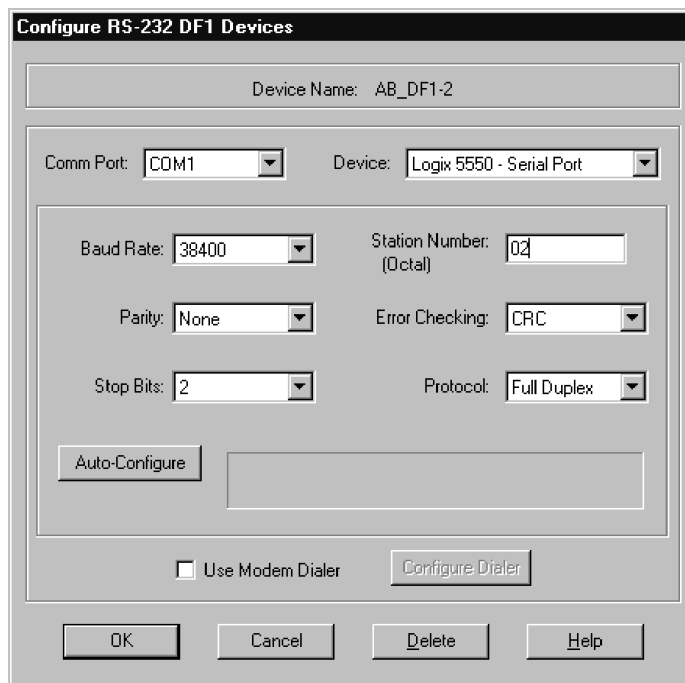 Configure RS-232 DF1 Devices
Device Name: AB_DF1-2
Comm Port: COM1 Device: Logix 5550 - Serial Port
Baud Rate: 38400 Station Number: 02
(Octal)
Parity: None Error Checking: CRC
Stop Bits: 2 Protocol: Full Duplex
Auto-Configure
Use Modem Dialer Configure Dialer
OK Cancel Delete Help